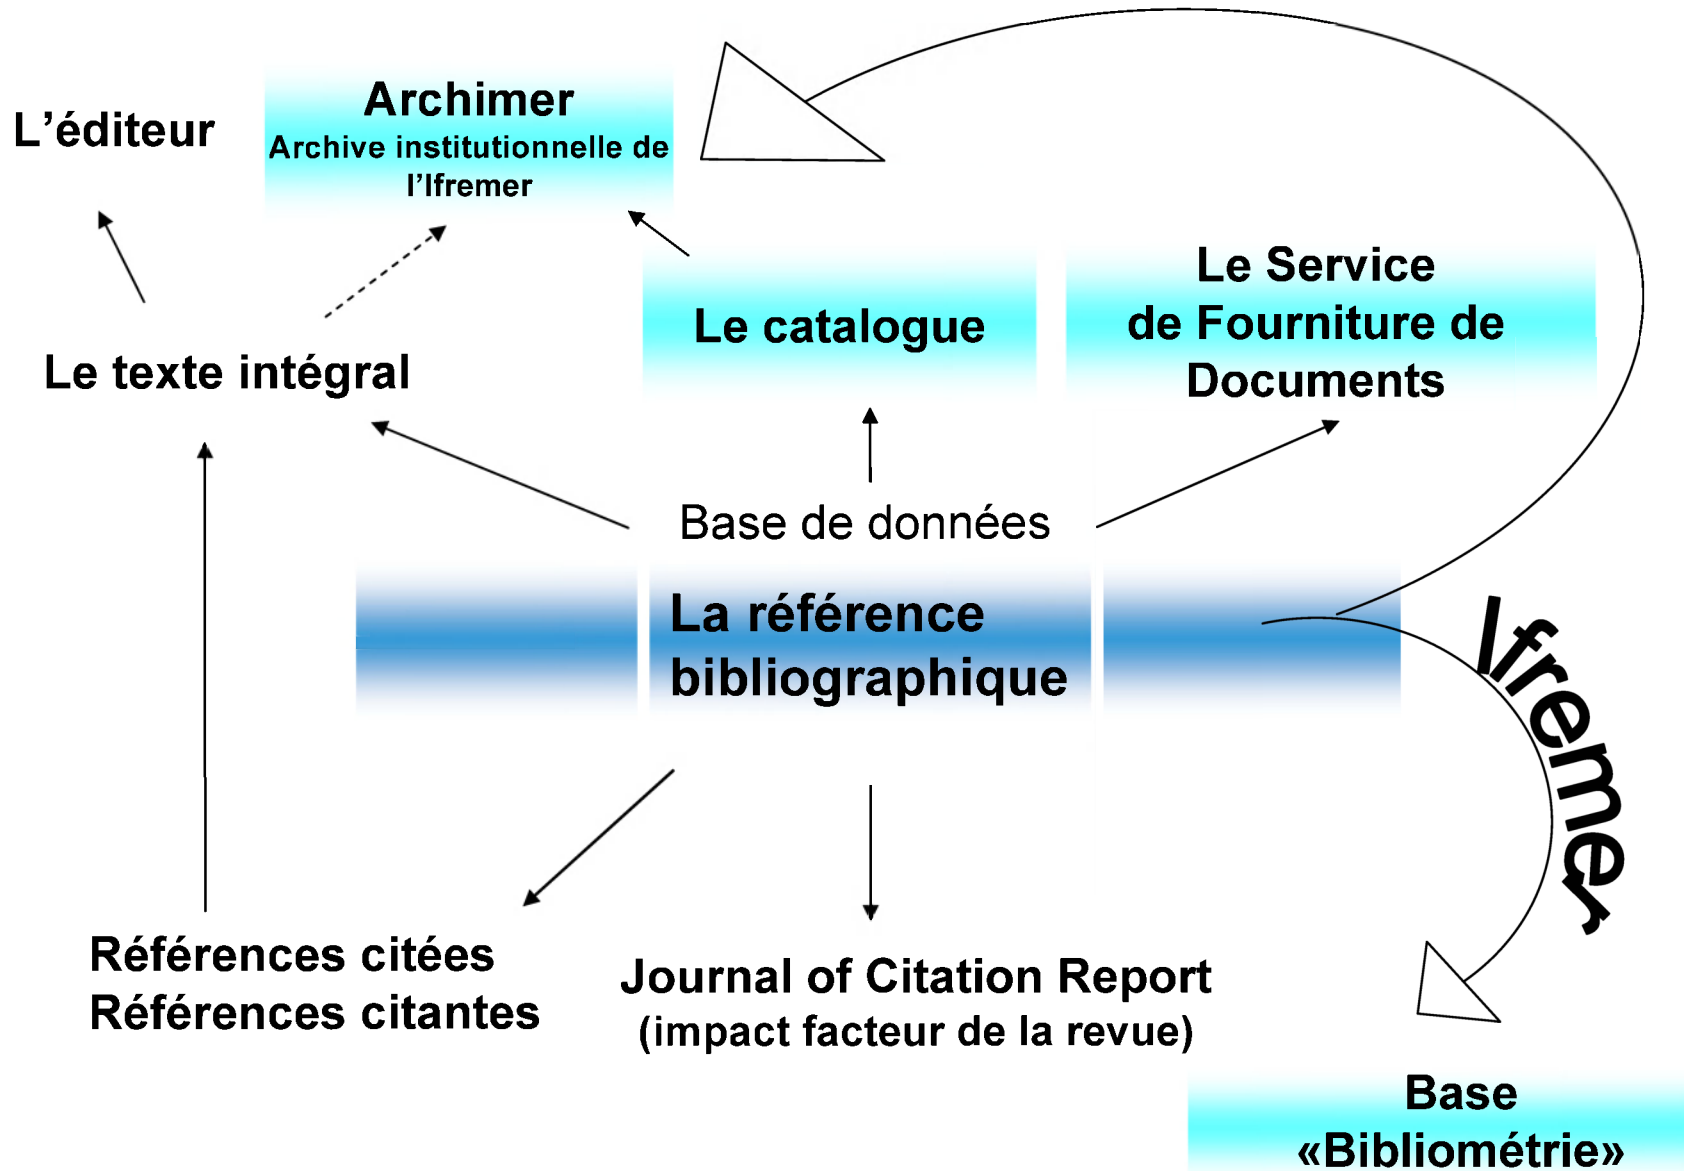 L'éditeur
Archimer
Archive institutionnelle de
l'Ifremer
Le texte intégral
Le catalogue
Le Service
de Fourniture de
Documents
Base de données
La référence
bibliographique
Ifremer
Références citées
Références citantes
Journal of Citation Report
(impact facteur de la revue)
Base
«Bibliométrie»